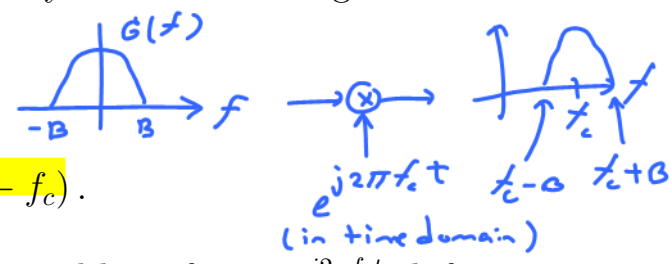 G(f)
-B B f
f_c f
e^{j2πf_c t} f_c-B f_c+B
– f_c) .
(in time domain)